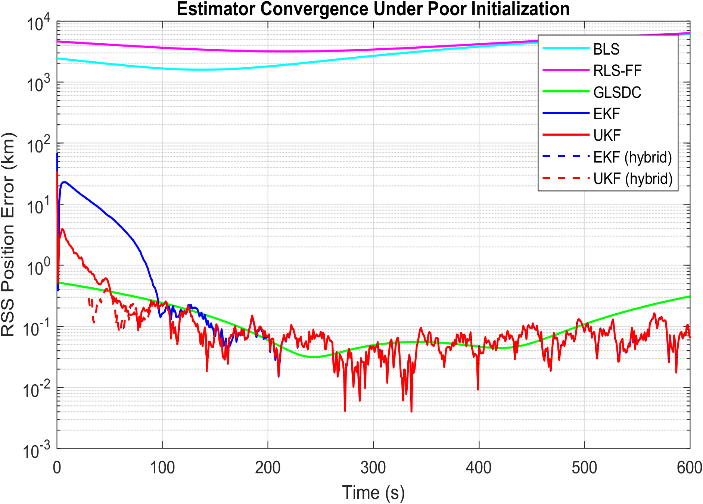 Estimator Convergence Under Poor Initialization
RSS Position Error (km)
10^4
10^3
10^2
10^1
10^0
10^-1
10^-2
10^-3
BLS
RLS-FF
GLSDC
EKF
UKF
EKF (hybrid)
UKF (hybrid)
0 100 200 300 400 500 600
Time (s)